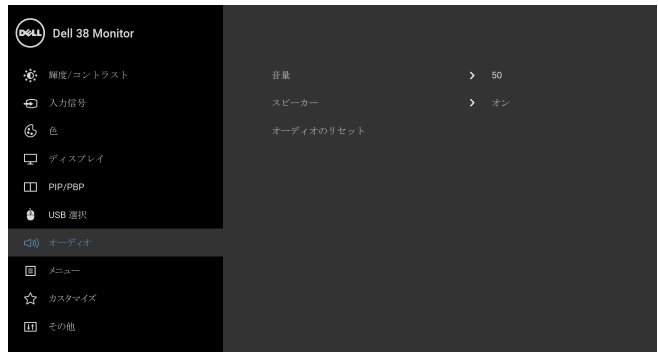 DELL Dell 38 Monitor
輝度/コントラスト
入力信号
色
ディスプレイ
PIP/PBP
USB 選択
オーディオ
メニュー
カスタマイズ
その他
音量 > 50
スピーカー > オン
オーディオのリセット